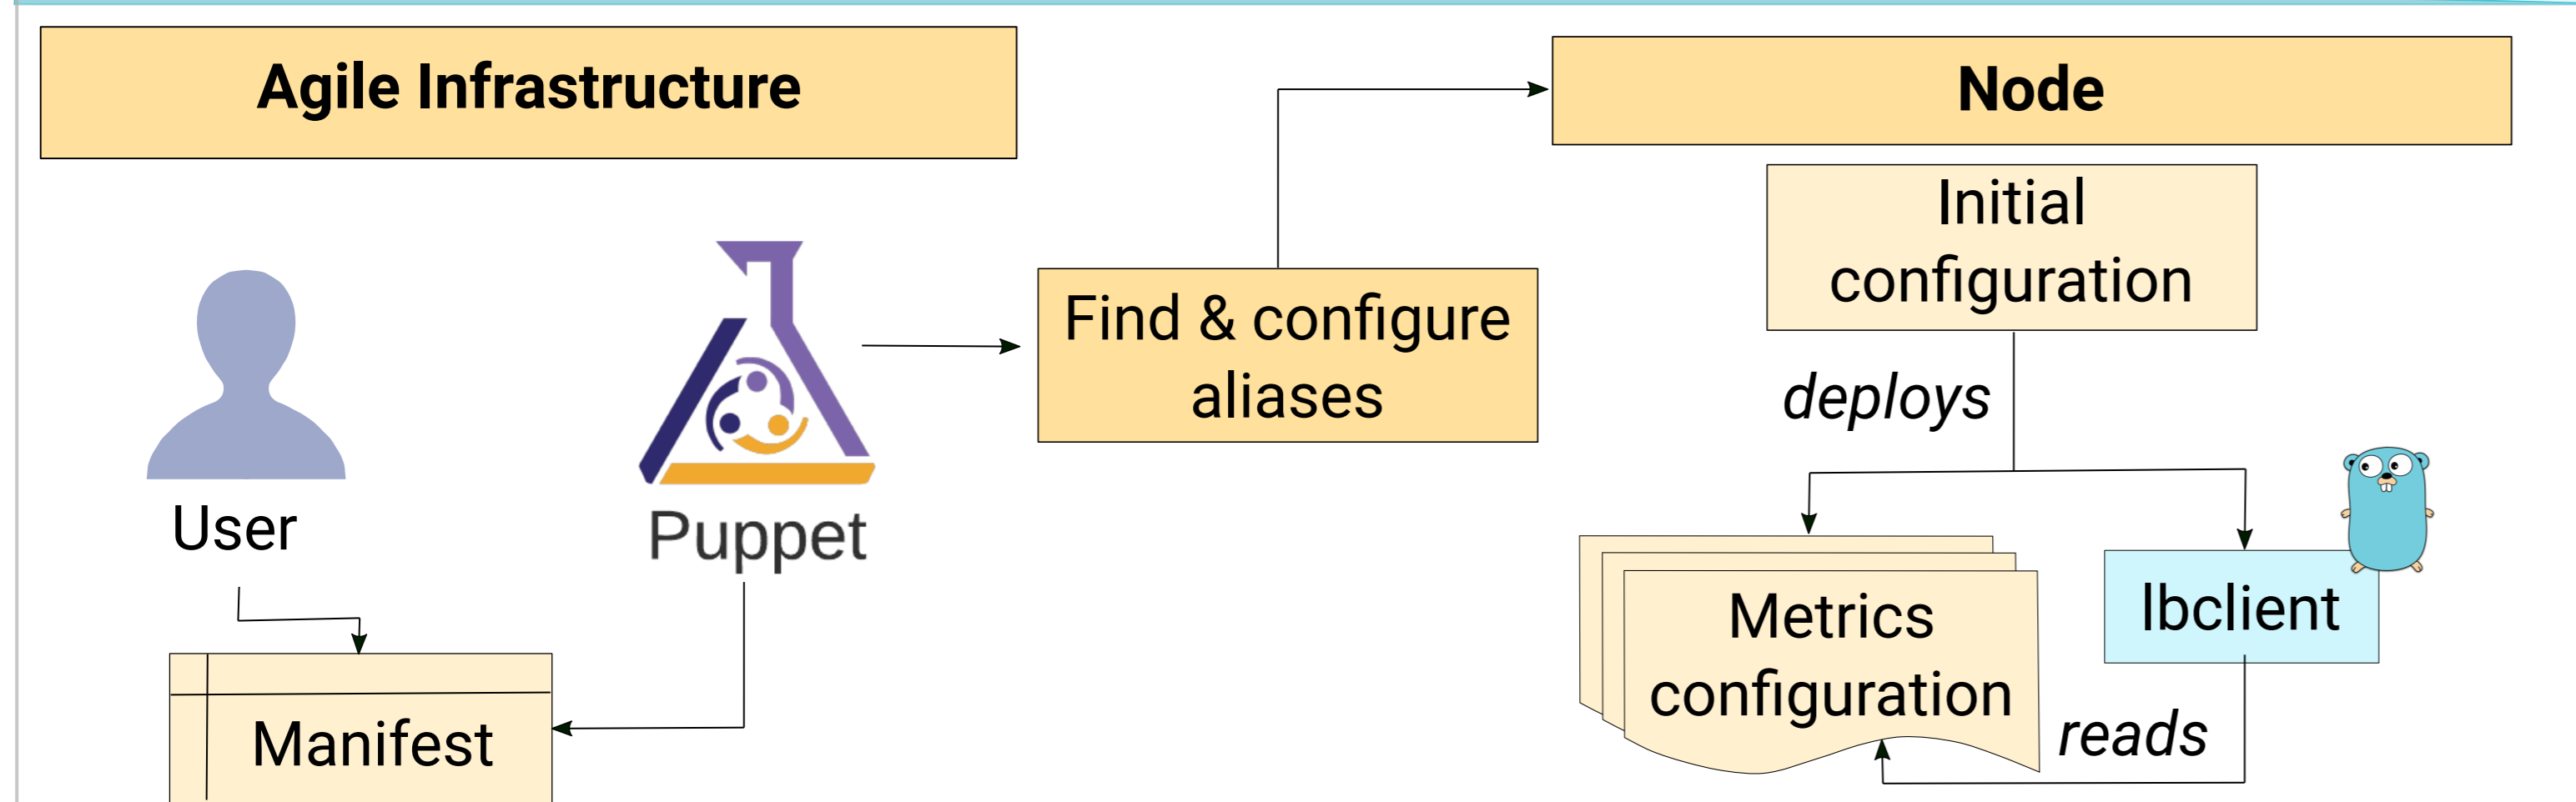 Agile Infrastructure
Node
Initial
configuration
Find & configure
aliases
deploys
User
Puppet
lbclient
Metrics
configuration
reads
Manifest